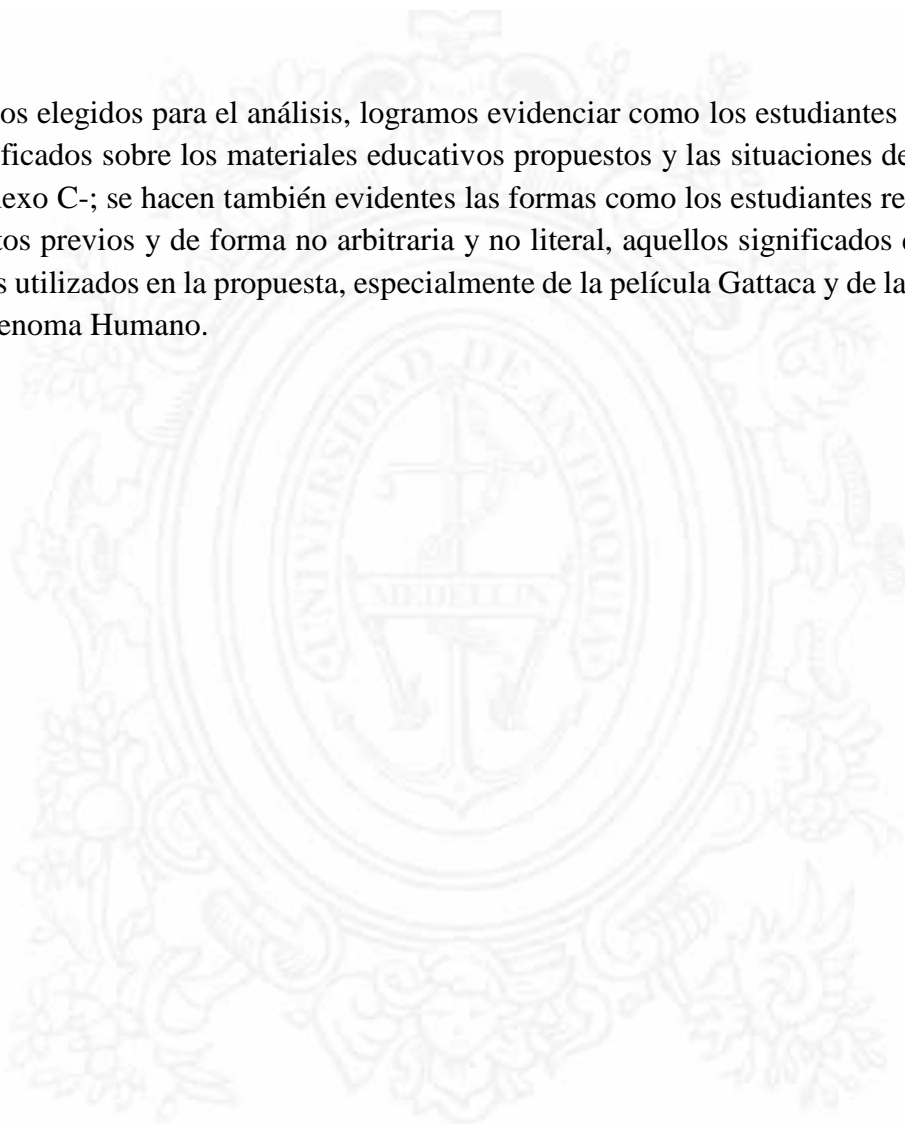 os elegidos para el análisis, logramos evidenciar como los estudiantes
ficados sobre los materiales educativos propuestos y las situaciones de
exo C-; se hacen también evidentes las formas como los estudiantes re
tos previos y de forma no arbitraria y no literal, aquellos significados
s utilizados en la propuesta, especialmente de la película Gattaca y de la
enoma Humano.
UNIVERSIDAD DE ANTIOQUIA
MEDELLIN